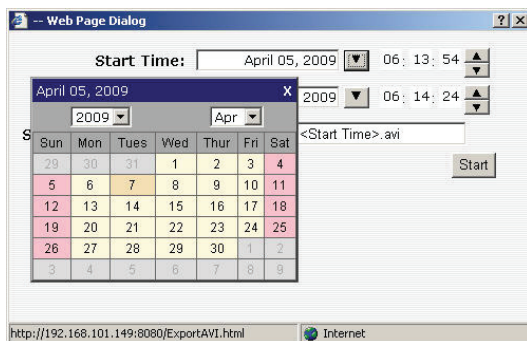 -- Web Page Dialog
Start Time: April 05, 2009 06: 13: 54
April 05, 2009 X
2009 06: 14: 24
2009 Apr
S <Start Time>.avi
Sun Mon Tues Wed Thur Fri Sat
29 30 31 1 2 3 4
5 6 7 8 9 10 11
12 13 14 15 16 17 18
19 20 21 22 23 24 25
26 27 28 29 30 1 2
3 4 5 6 7 8 9
Start
http://192.168.101.149:8080/ExportAVI.html Internet